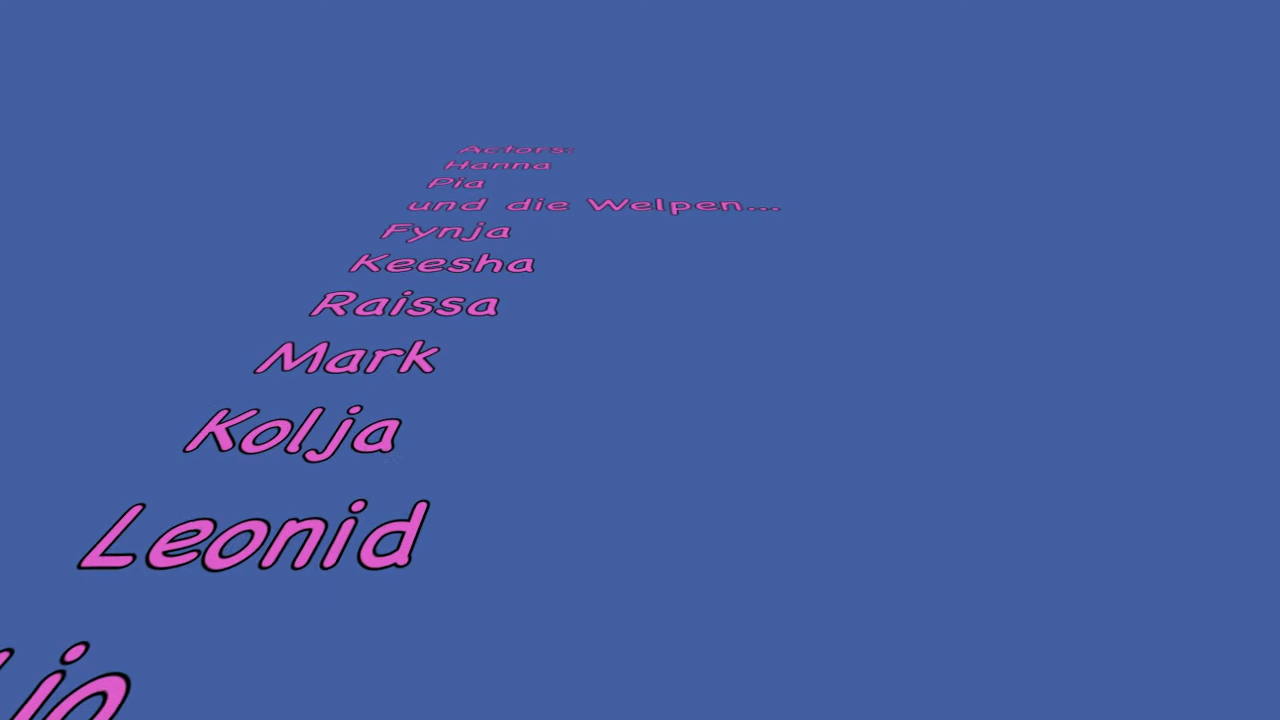 Actors:
Hanna
Pia
und die Welpen...
Fynja
Keesha
Raissa
Mark
Kolja
Leonid